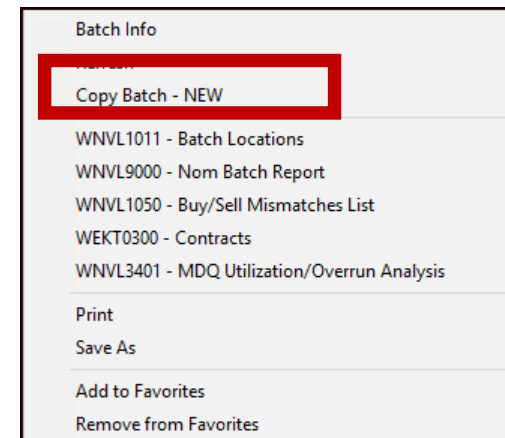 Batch Info
Copy Batch - NEW
WNVL1011 - Batch Locations
WNVL9000 - Nom Batch Report
WNVL1050 - Buy/Sell Mismatches List
WEKT0300 - Contracts
WNVL3401 - MDQ Utilization/Overrun Analysis
Print
Save As
Add to Favorites
Remove from Favorites